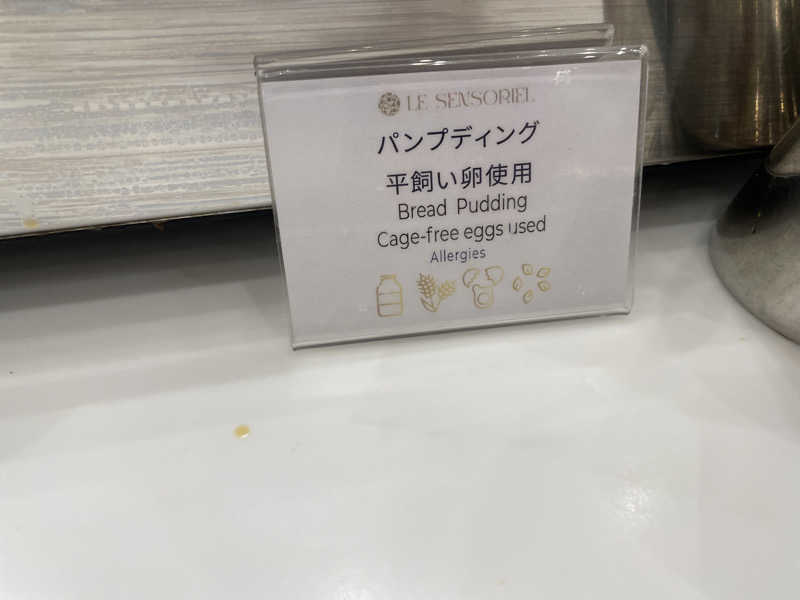 LE SENSORIEL
パンプディング
平飼い卵使用
Bread Pudding
Cage-free eggs used
Allergies